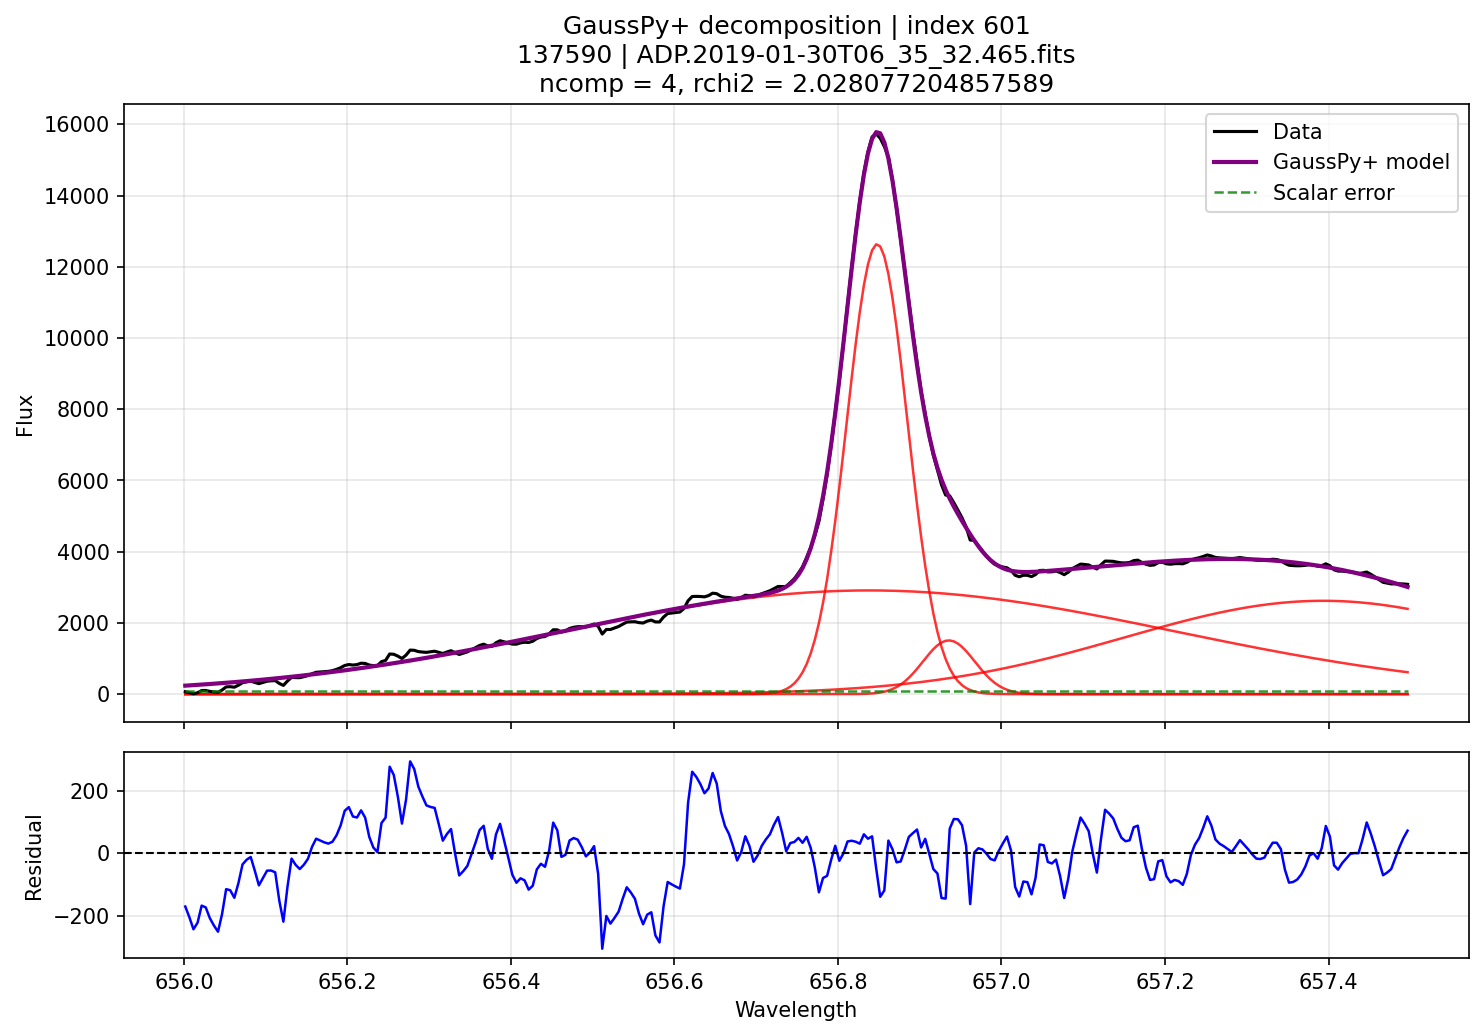 GaussPy+ decomposition | index 601
137590 | ADP.2019-01-30T06_35_32.465.fits
ncomp = 4, rchi2 = 2.028077204857589
Data
GaussPy+ model
Scalar error
16000
14000
12000
10000
8000
6000
4000
2000
0
Flux
200
0
−200
Residual
656.0
656.2
656.4
656.6
656.8
657.0
657.2
657.4
Wavelength